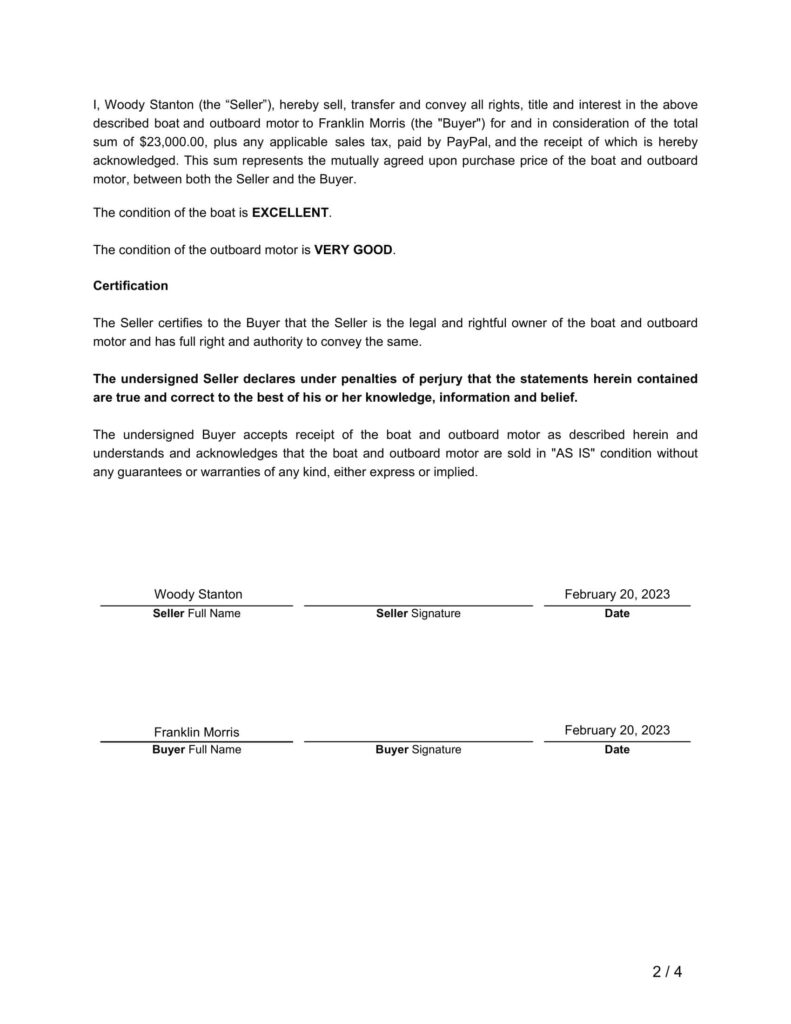 I, Woody Stanton (the “Seller”), hereby sell, transfer and convey all rights, title and interest in the above
described boat and outboard motor to Franklin Morris (the "Buyer") for and in consideration of the total
sum of $23,000.00, plus any applicable sales tax, paid by PayPal, and the receipt of which is hereby
acknowledged. This sum represents the mutually agreed upon purchase price of the boat and outboard
motor, between both the Seller and the Buyer.
The condition of the boat is EXCELLENT.
The condition of the outboard motor is VERY GOOD.
Certification
The Seller certifies to the Buyer that the Seller is the legal and rightful owner of the boat and outboard
motor and has full right and authority to convey the same.
The undersigned Seller declares under penalties of perjury that the statements herein contained
are true and correct to the best of his or her knowledge, information and belief.
The undersigned Buyer accepts receipt of the boat and outboard motor as described herein and
understands and acknowledges that the boat and outboard motor are sold in "AS IS" condition without
any guarantees or warranties of any kind, either express or implied.
Woody Stanton February 20, 2023
Seller Full Name Seller Signature Date
Franklin Morris February 20, 2023
Buyer Full Name Buyer Signature Date
2 / 4